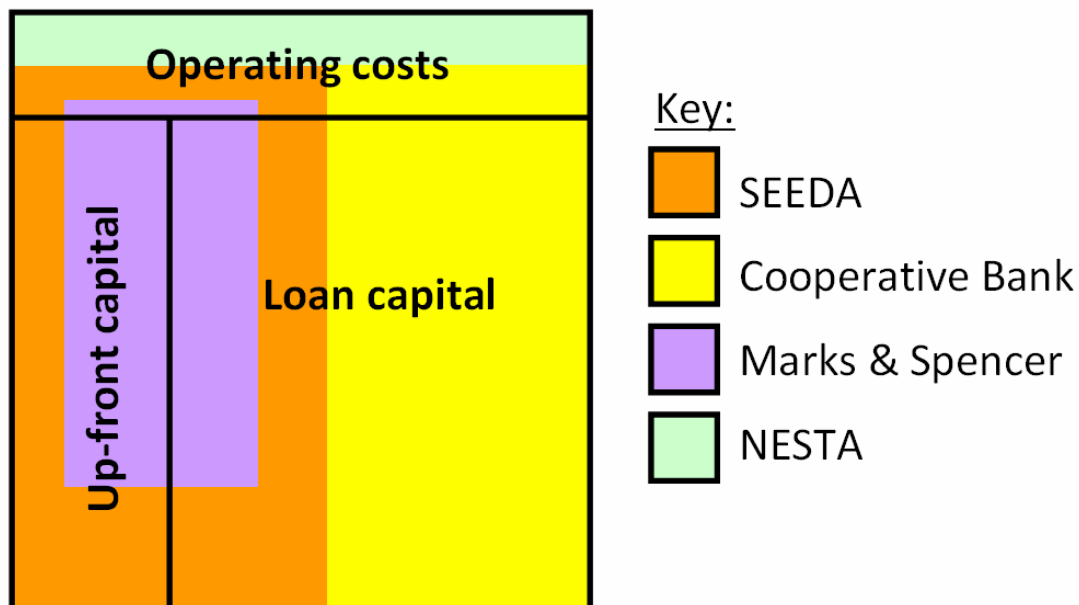 Operating costs
Up-front capital
Loan capital
Key:
SEEDA
Cooperative Bank
Marks & Spencer
NESTA